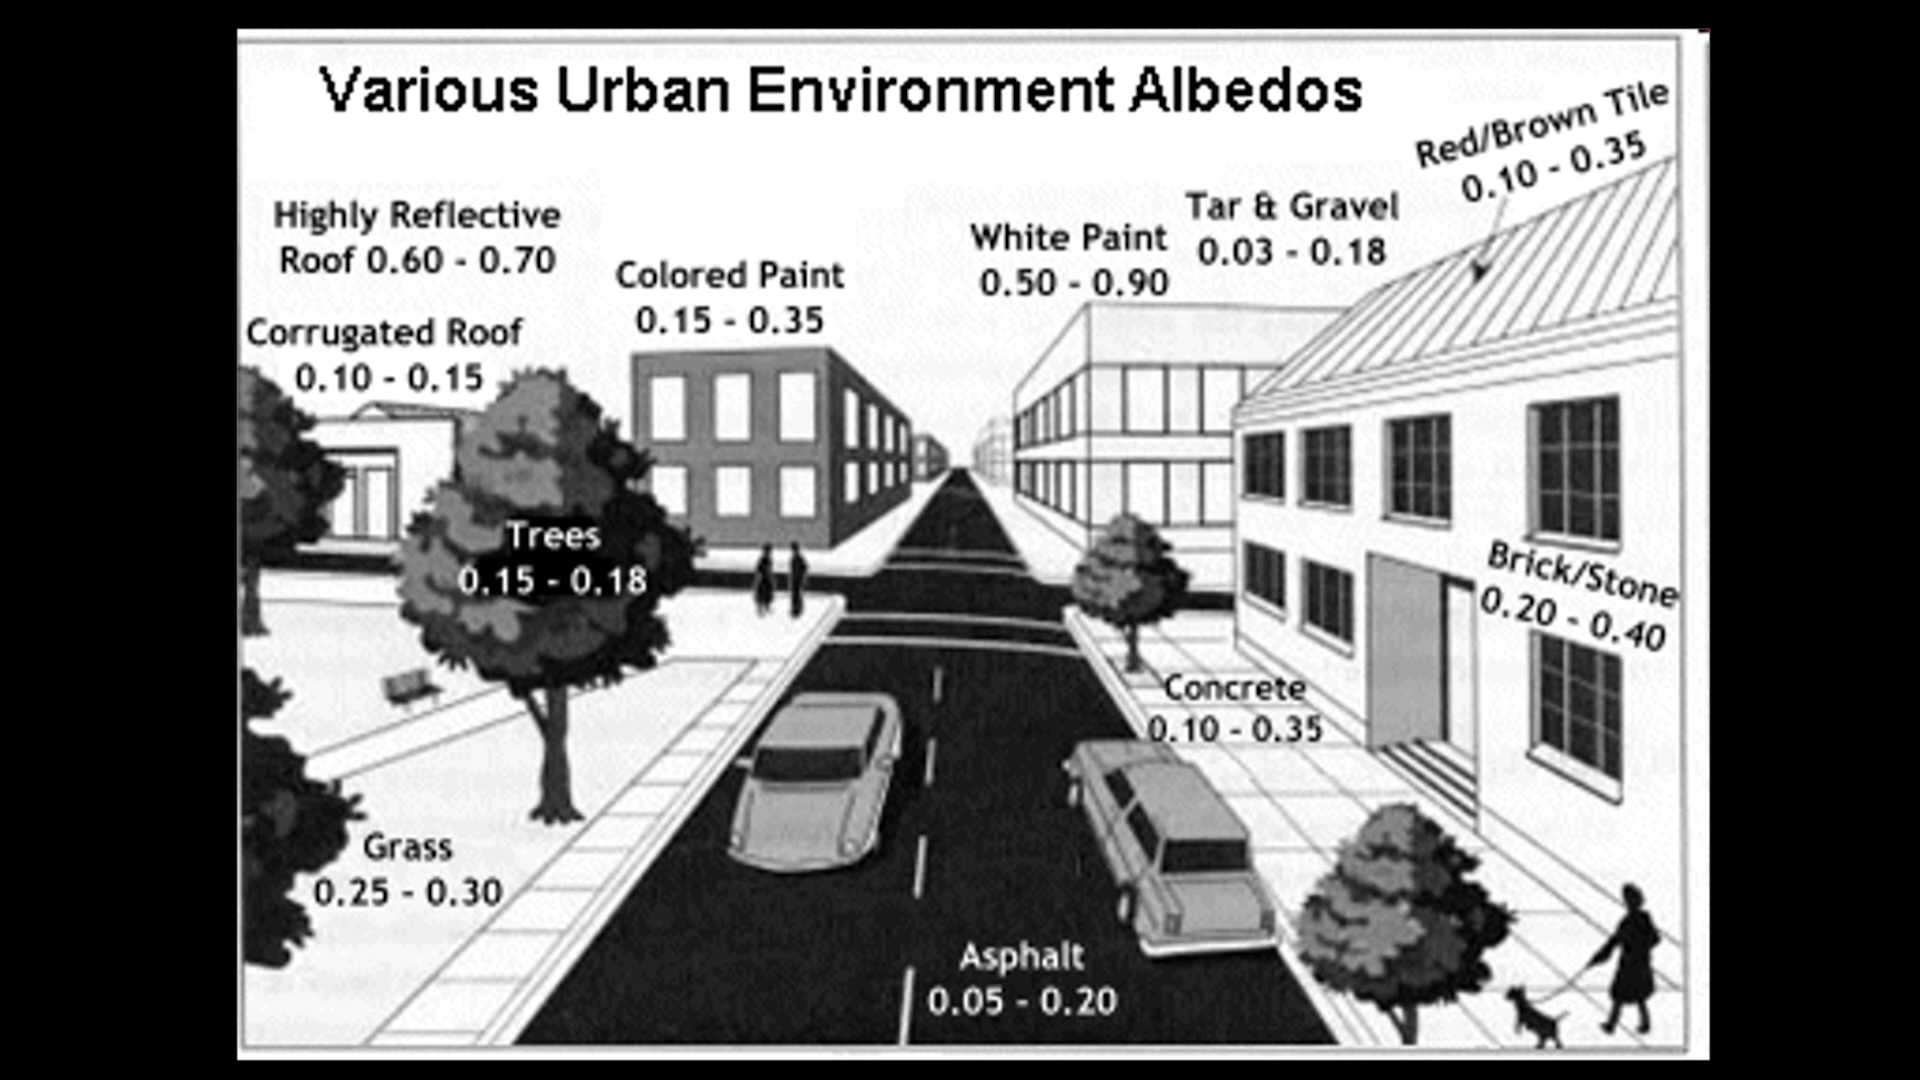 Various Urban Environment Albedos
Red/Brown Tile
0.10 - 0.35
Highly Reflective
Roof 0.60 - 0.70
Tar & Gravel
0.03 - 0.18
White Paint
0.50 - 0.90
Colored Paint
0.15 - 0.35
Corrugated Roof
0.10 - 0.15
Trees
0.15 - 0.18
Brick/Stone
0.20 - 0.40
Concrete
0.10 - 0.35
Grass
0.25 - 0.30
Asphalt
0.05 - 0.20